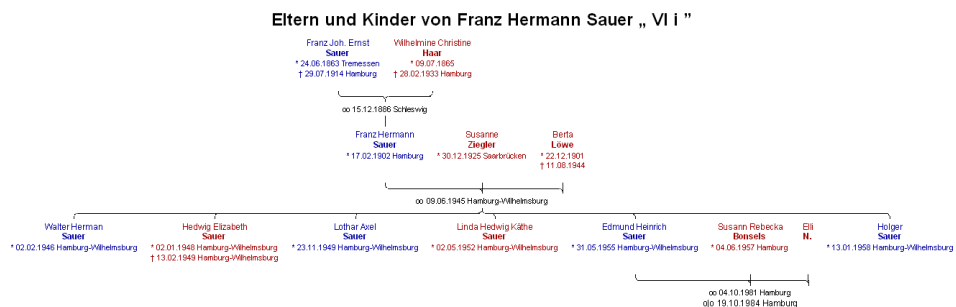 Eltern und Kinder von Franz Hermann Sauer „ VI i ”
Franz Joh. Ernst
Sauer
* 24.06.1863 Tremessen
† 29.07.1914 Hamburg
Wilhelmine Christine
Haar
* 09.07.1865
† 28.02.1933 Hamburg
oo 15.12.1886 Schleswig
Franz Hermann
Sauer
* 17.02.1902 Hamburg
Susanne
Ziegler
* 30.12.1925 Saarbrücken
Berta
Löwe
* 22.12.1901
† 11.08.1944
oo 09.06.1945 Hamburg-Wilhelmsburg
Walter Herman
Sauer
* 02.02.1946 Hamburg-Wilhelmsburg
Hedwig Elizabeth
Sauer
* 02.01.1948 Hamburg-Wilhelmsburg
† 13.02.1949 Hamburg-Wilhelmsburg
Lothar Axel
Sauer
* 23.11.1949 Hamburg-Wilhelmsburg
Linda Hedwig Käthe
Sauer
* 02.05.1952 Hamburg-Wilhelmsburg
Edmund Heinrich
Sauer
* 31.05.1955 Hamburg-Wilhelmsburg
Susann Rebecka
Bonsels
* 04.06.1957 Hamburg
Elli
N.
Holger
Sauer
* 13.01.1958 Hamburg-Wilhelmsburg
oo 04.10.1981 Hamburg
o|o 19.10.1984 Hamburg